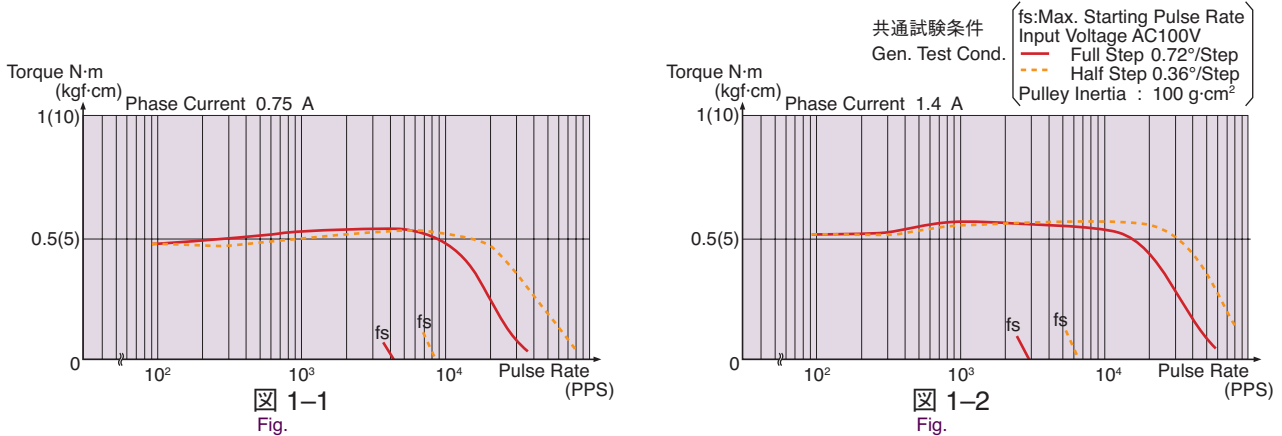 共通試験条件
Gen. Test Cond.
fs:Max. Starting Pulse Rate
Input Voltage AC100V
Full Step 0.72°/Step
Half Step 0.36°/Step
Pulley Inertia : 100 g·cm²
Torque N·m
(kgf·cm)
Phase Current 0.75 A
1(10)
0.5(5)
0
fs
fs
10²
10³
10⁴
Pulse Rate
(PPS)
図 1–1
Fig.
Torque N·m
(kgf·cm)
Phase Current 1.4 A
1(10)
0.5(5)
0
fs
fs
10²
10³
10⁴
Pulse Rate
(PPS)
図 1–2
Fig.